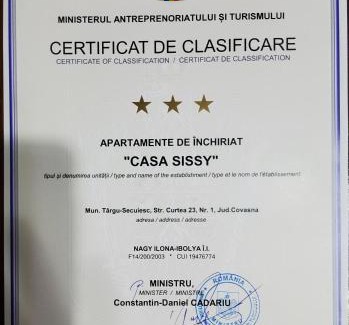 MINISTERUL ANTREPRENORIATULUI ȘI TURISMULUI
CERTIFICAT DE CLASIFICARE
CERTIFICATE OF CLASSIFICATION / CERTIFICAT DE CLASSIFICATION
APARTAMENTE DE ÎNCHIRIAT
"CASA SISSY"
tipul și denumirea unității / type and name of the establishment / type et le nom de l'établissement
Mun. Târgu-Secuiesc, Str. Curtea 23, Nr. 1, Jud.Covasna
adresa / address / adresse
NAGY ILONA-IBOLYA Î.I.
F14/200/2003 * CUI 19476774
MINISTRU,
MINISTER / MINISTRE
Constantin-Daniel CADARIU
ROMÂNIA